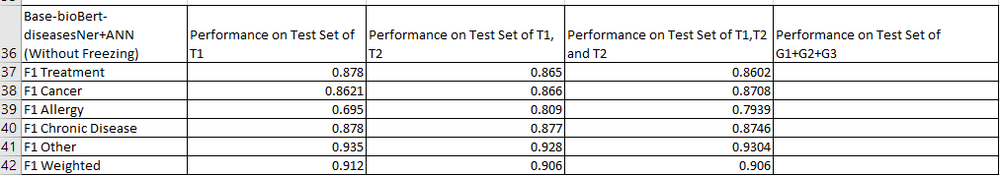 Base-bioBert-
diseasesNer+ANN Performance on Test Set of Performance on Test Set of T1, Performance on Test Set of T1,T2 Performance on Test Set of
36 (Without Freezing) T1 T2 and T2 G1+G2+G3
37 F1 Treatment 0.878 0.865 0.8602
38 F1 Cancer 0.8621 0.866 0.8708
39 F1 Allergy 0.695 0.809 0.7939
40 F1 Chronic Disease 0.878 0.877 0.8746
41 F1 Other 0.935 0.928 0.9304
42 F1 Weighted 0.912 0.906 0.906